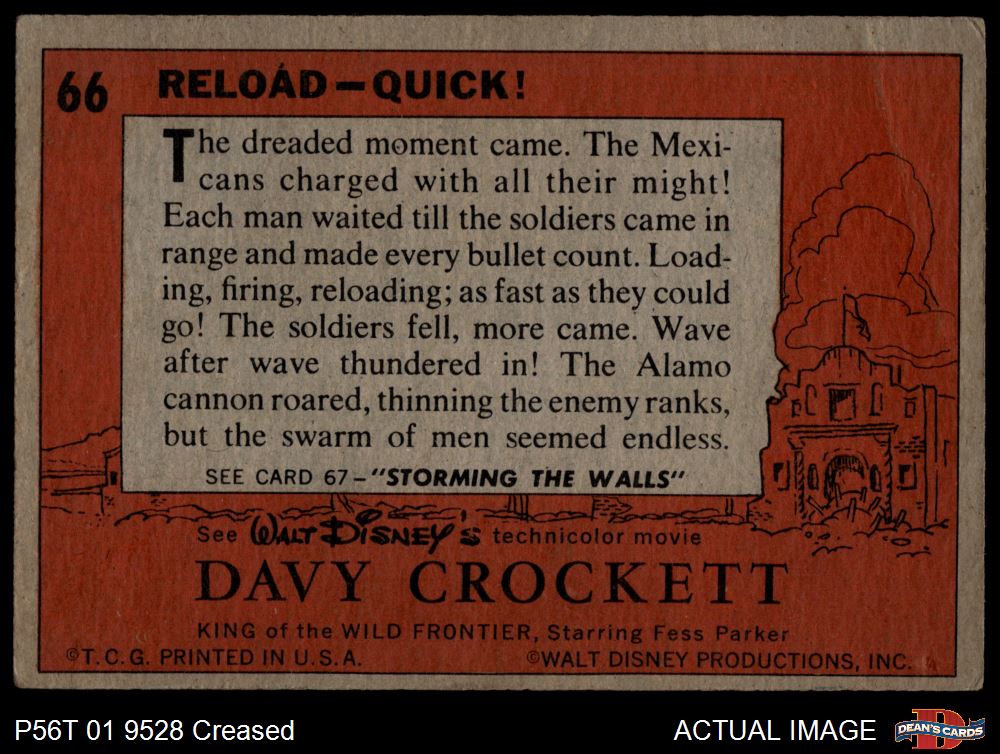 66 RELOAD — QUICK!
The dreaded moment came. The Mexi-
cans charged with all their might!
Each man waited till the soldiers came in
range and made every bullet count. Load-
ing, firing, reloading; as fast as they could
go! The soldiers fell, more came. Wave
after wave thundered in! The Alamo
cannon roared, thinning the enemy ranks,
but the swarm of men seemed endless.
SEE CARD 67 – "STORMING THE WALLS"
See WALT DISNEY'S technicolor movie
DAVY CROCKETT
KING of the WILD FRONTIER, Starring Fess Parker
©T.C.G. PRINTED IN U.S.A. ©WALT DISNEY PRODUCTIONS, INC.
P56T 01 9528 Creased ACTUAL IMAGE DEAN'S CARDS